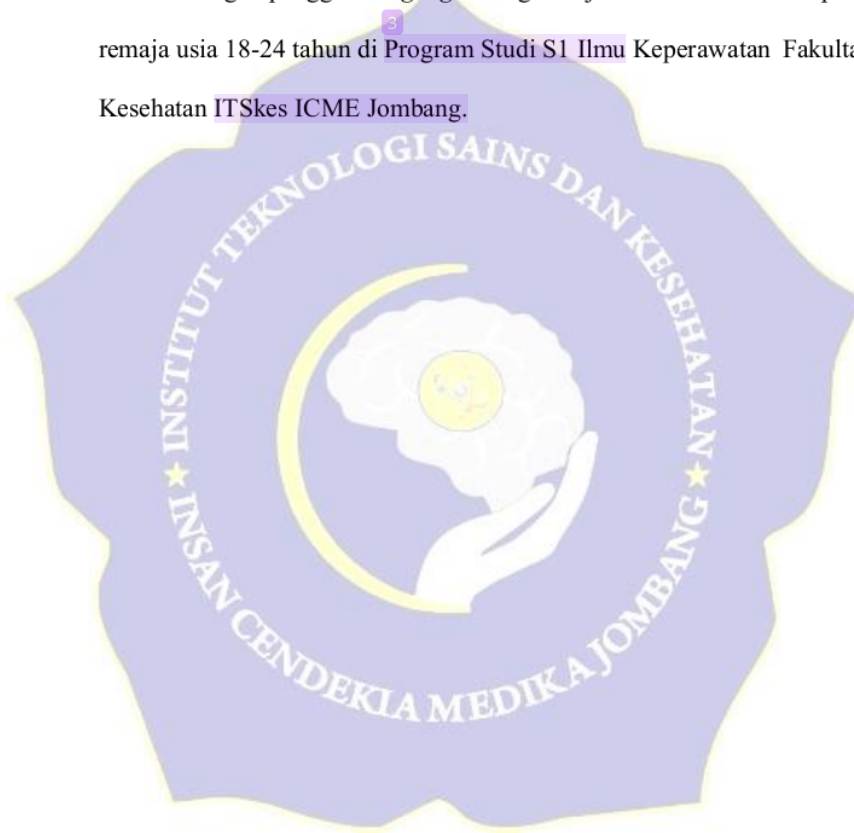 3
remaja usia 18-24 tahun di Program Studi S1 Ilmu Keperawatan Fakulta
Kesehatan ITSkes ICME Jombang.
INSTITUT TEKNOLOGI SAINS DAN KESEHATAN
INSAN CENDEKIA MEDIKA JOMBANG